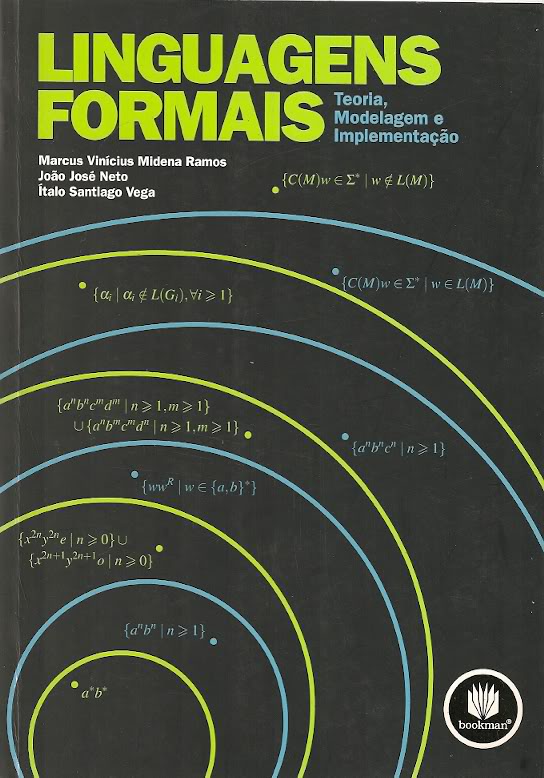 LINGUAGENS
FORMAIS
Teoria,
Modelagem e
Implementação
Marcus Vinícius Midena Ramos
João José Neto
Ítalo Santiago Vega
{C(M)w ∈ Σ* | w ∉ L(M)}
{C(M)w ∈ Σ* | w ∈ L(M)}
{αᵢ | αᵢ ∉ L(Gᵢ), ∀i ⩾ 1}
{aⁿbⁿcᵐdᵐ | n ⩾ 1, m ⩾ 1}
∪ {aⁿbᵐcᵐdⁿ | n ⩾ 1, m ⩾ 1}
{aⁿbⁿcⁿ | n ⩾ 1}
{wwᴿ | w ∈ {a, b}*}
{x²ⁿy²ⁿe | n ⩾ 0} ∪
{x²ⁿ⁺¹y²ⁿ⁺¹o | n ⩾ 0}
{aⁿbⁿ | n ⩾ 1}
a*b*
bookman®